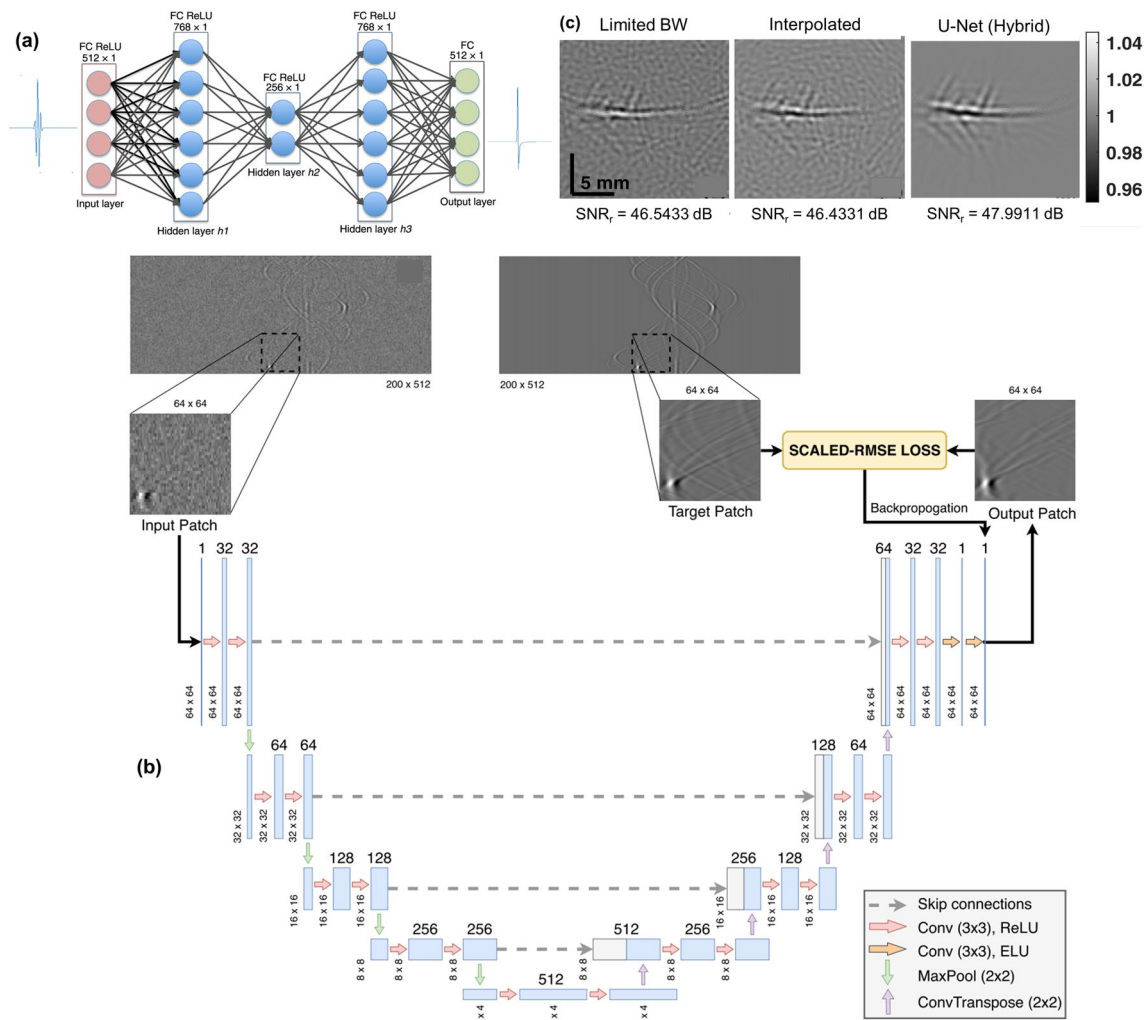 (a)
FC ReLU
512 × 1
Input layer
FC ReLU
768 × 1
Hidden layer h1
FC ReLU
256 × 1
Hidden layer h2
FC ReLU
768 × 1
Hidden layer h3
FC
512 × 1
Output layer
(c)
Limited BW
Interpolated
U-Net (Hybrid)
5 mm
1.04
1.02
1
0.98
0.96
SNRr = 46.5433 dB
SNRr = 46.4331 dB
SNRr = 47.9911 dB
200 x 512
200 x 512
64 x 64
64 x 64
64 x 64
SCALED-RMSE LOSS
Input Patch
Target Patch
Backpropogation
Output Patch
1 32 32
64 32 32 1 1
64 x 64
64 x 64
64 x 64
64 x 64
64 x 64
64 x 64
64 x 64
64 x 64
(b)
64 64
128 64
32 x 32
32 x 32
32 x 32
32 x 32
32 x 32
32 x 32
128 128
256 128
16 x 16
16 x 16
16 x 16
16 x 16
16 x 16
16 x 16
256 256
512 256
8 x 8
8 x 8
8 x 8
8 x 8
8 x 8
8 x 8
512
x 4
x 4
x 4
Skip connections
Conv (3x3), ReLU
Conv (3x3), ELU
MaxPool (2x2)
ConvTranspose (2x2)